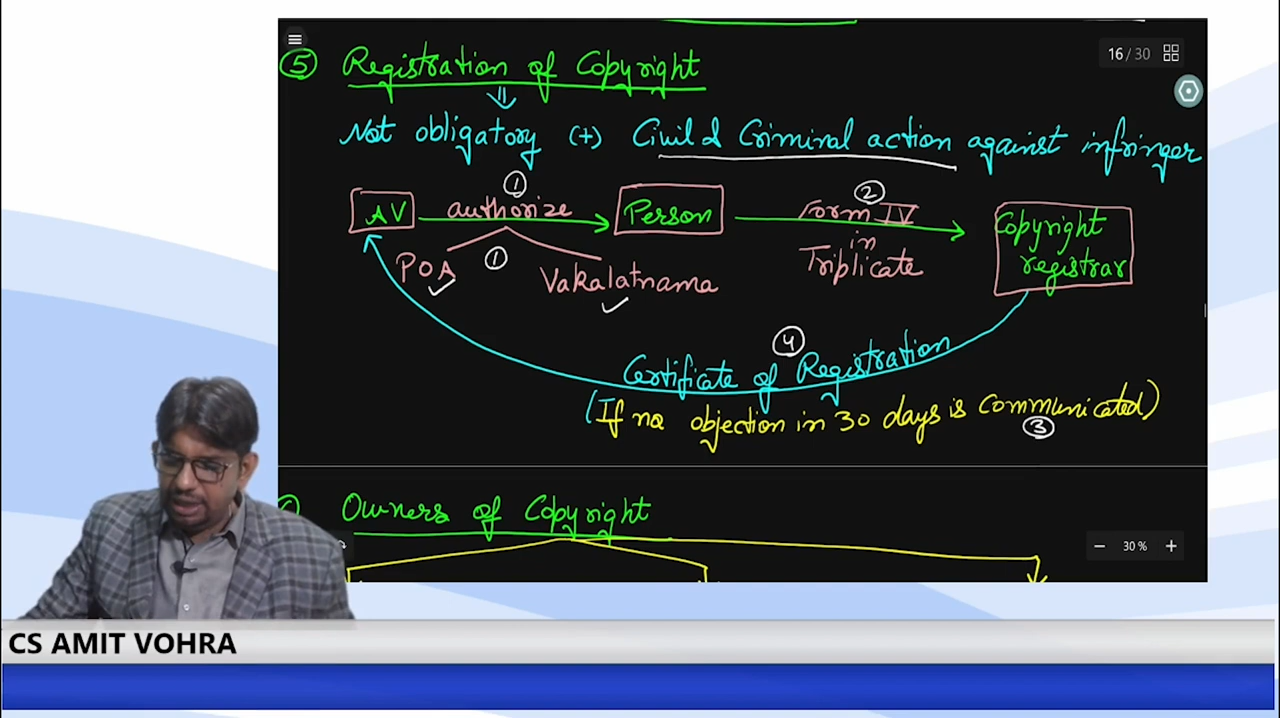 16 / 30
5 Registration of Copyright
Not obligatory (+) Civil & Criminal action against infringer
1 2
AV authorize Person Form IV Copyright
in registrar
POA 1 Vakalatnama Triplicate
4
Certificate of Registration
(If no objection in 30 days is communicated)
3
Owners of Copyright
− 30 % +
CS AMIT VOHRA